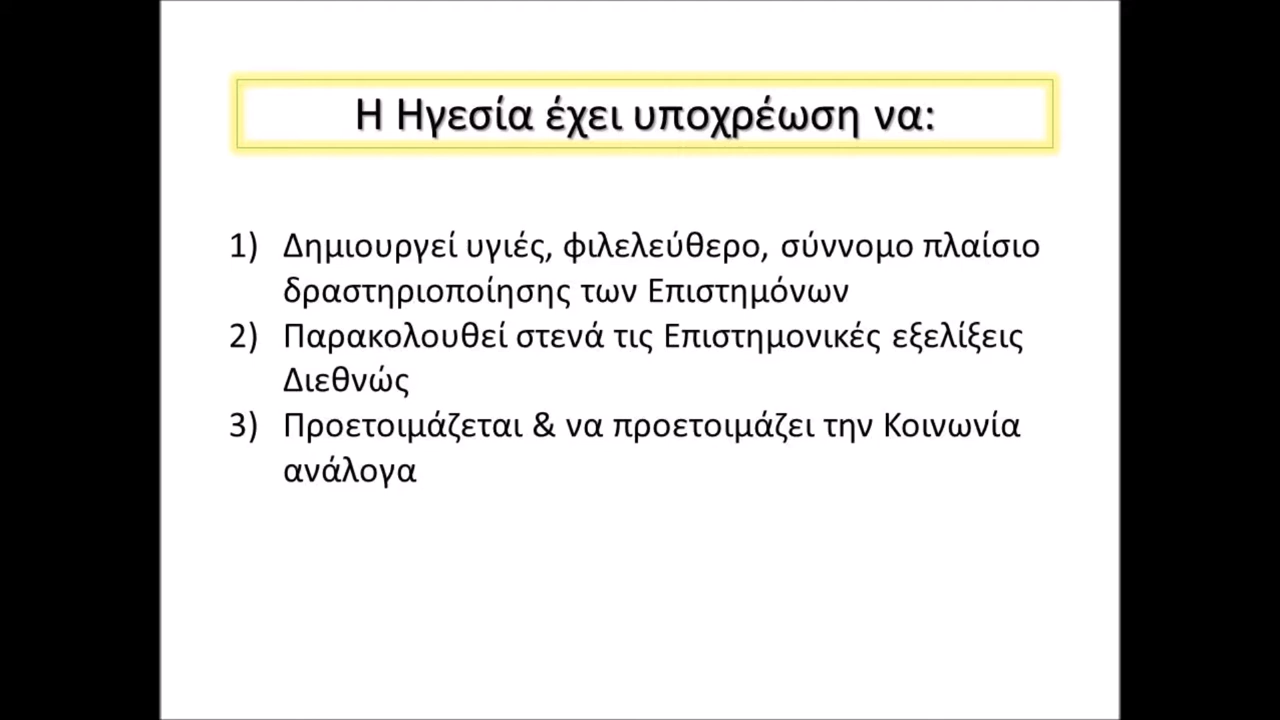 Η Ηγεσία έχει υποχρέωση να:
1) Δημιουργεί υγιές, φιλελεύθερο, σύννομο πλαίσιο
δραστηριοποίησης των Επιστημόνων
2) Παρακολουθεί στενά τις Επιστημονικές εξελίξεις
Διεθνώς
3) Προετοιμάζεται & να προετοιμάζει την Κοινωνία
ανάλογα